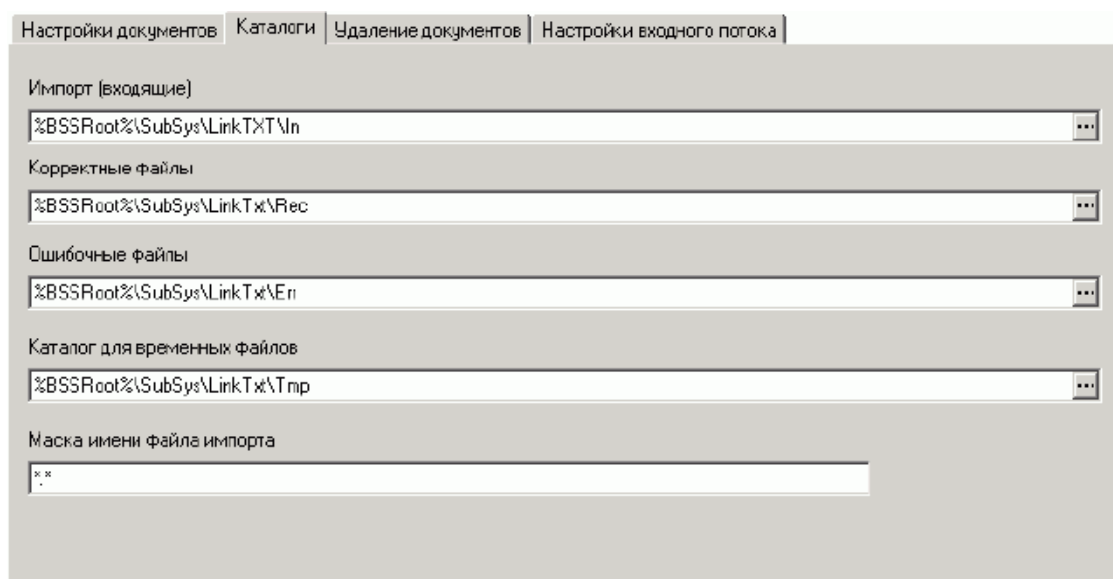 Настройки документов Каталоги Удаление документов Настройки входного потока
Импорт (входящие)
%BSSRoot%\SubSys\LinkTXT\In
Корректные файлы
%BSSRoot%\SubSys\LinkTxt\Rec
Ошибочные файлы
%BSSRoot%\SubSys\LinkTxt\Err
Каталог для временных файлов
%BSSRoot%\SubSys\LinkTxt\Tmp
Маска имени файла импорта
*.*